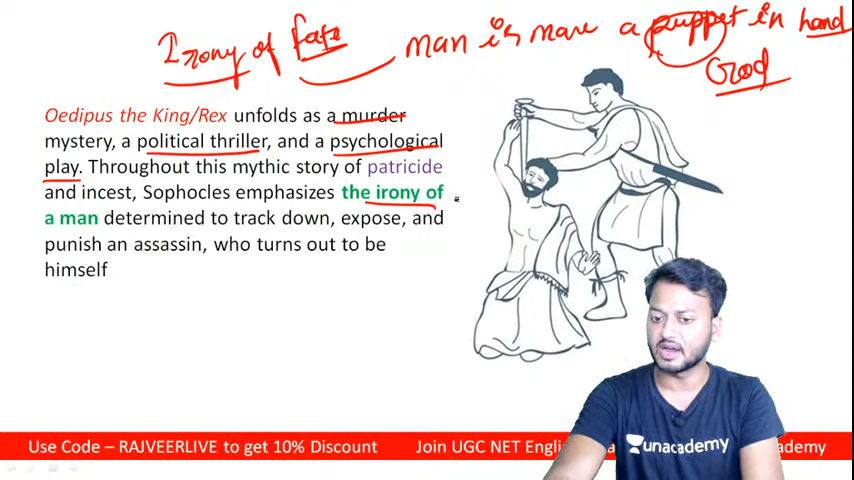 Irony of fate man is mare a puppet in hand
God
Oedipus the King/Rex unfolds as a murder
mystery, a political thriller, and a psychological
play. Throughout this mythic story of patricide
and incest, Sophocles emphasizes the irony of
a man determined to track down, expose, and
punish an assassin, who turns out to be
himself
unacademy
Use Code – RAJVEERLIVE to get 10% Discount Join UGC NET Engli ademy